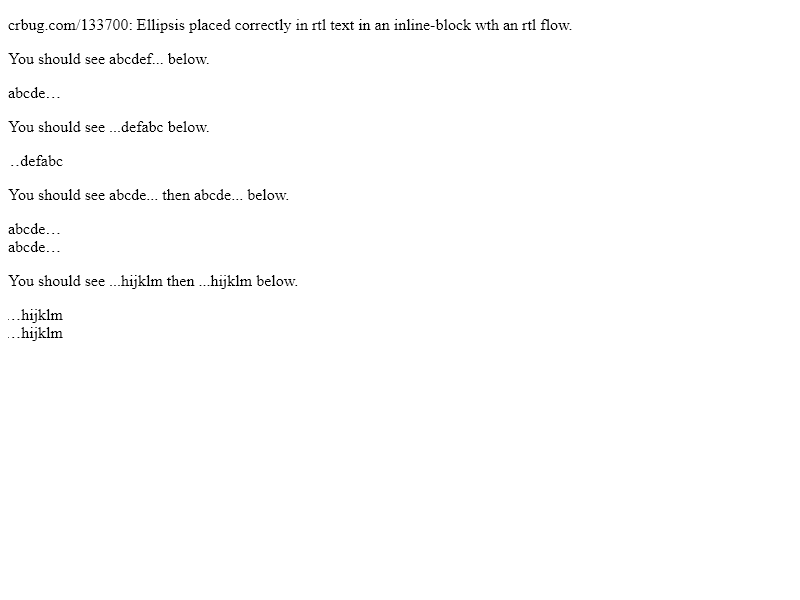 crbug.com/133700: Ellipsis placed correctly in rtl text in an inline-block wth an rtl flow.
You should see abcdef... below.
abcde…
You should see ...defabc below.
..defabc
You should see abcde... then abcde... below.
abcde…
abcde…
You should see ...hijklm then ...hijklm below.
…hijklm
…hijklm